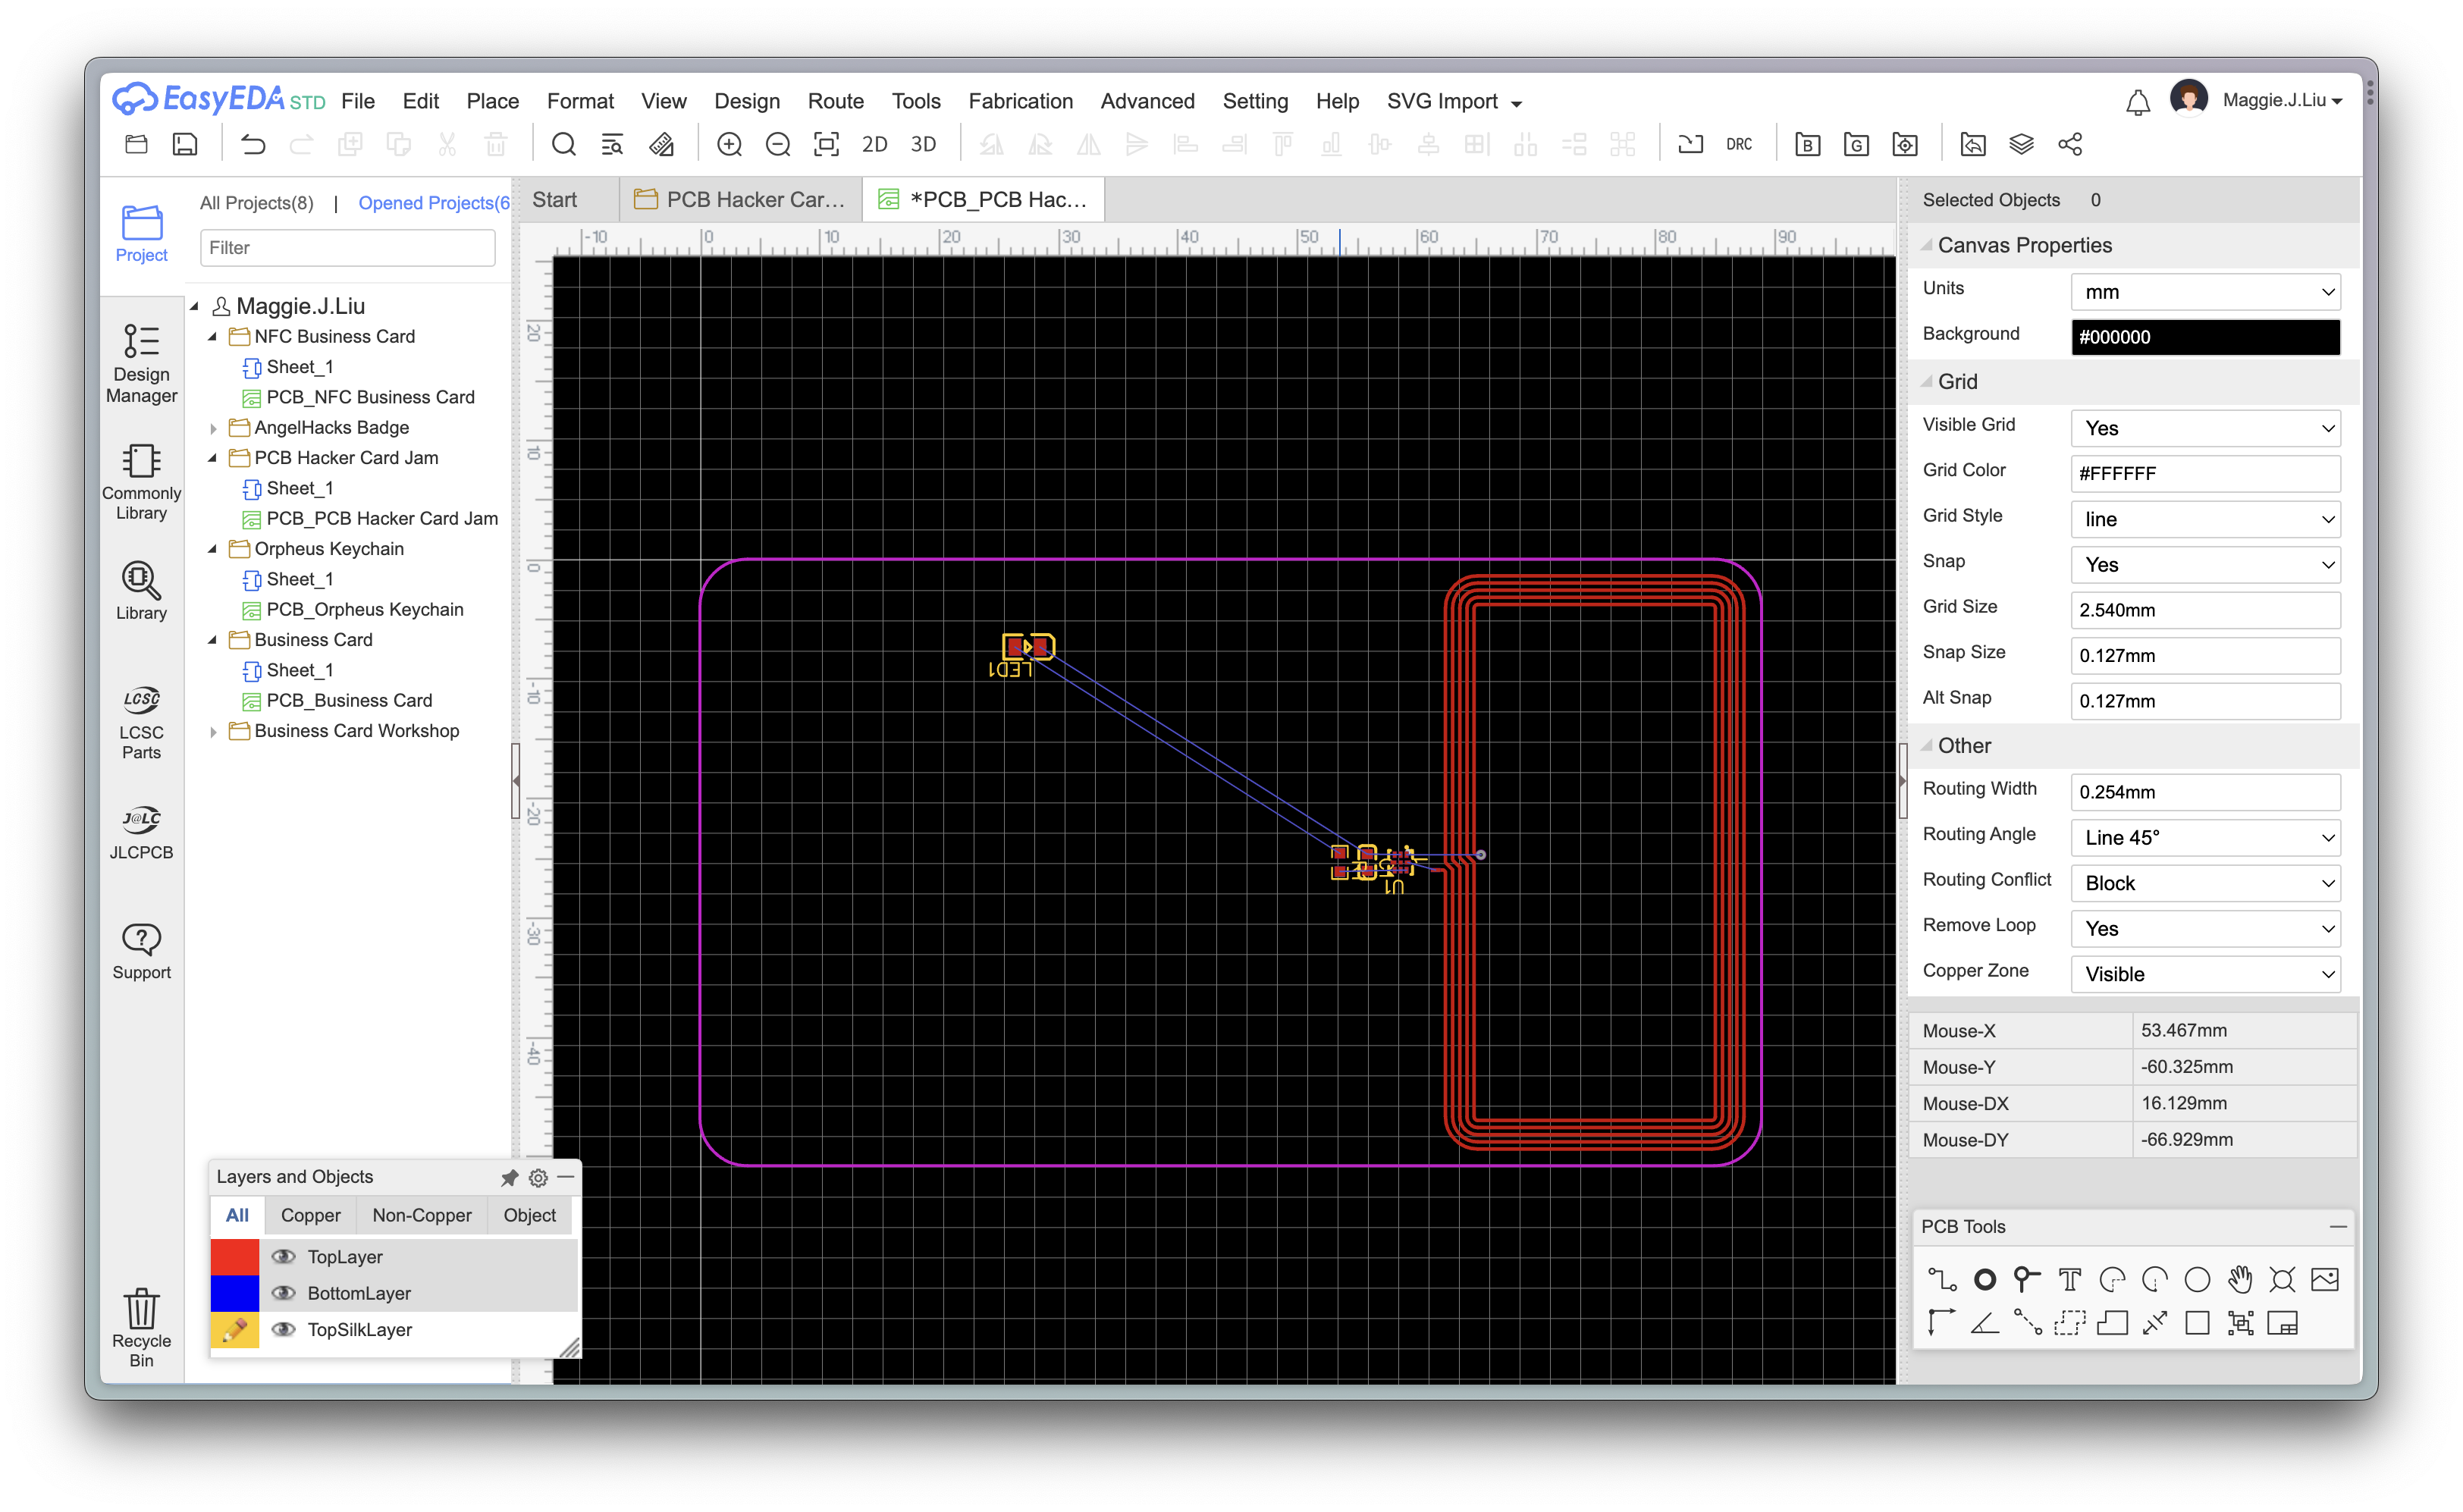 EasyEDA STD File Edit Place Format View Design Route Tools Fabrication Advanced Setting Help SVG Import Maggie.J.Liu
2D 3D DRC B G
All Projects(8) | Opened Projects(6
Filter
Project
Design Manager
Commonly Library
Library
LCSC
LCSC Parts
J@LC
JLCPCB
Support
Recycle Bin
Maggie.J.Liu
NFC Business Card
Sheet_1
PCB_NFC Business Card
AngelHacks Badge
PCB Hacker Card Jam
Sheet_1
PCB_PCB Hacker Card Jam
Orpheus Keychain
Sheet_1
PCB_Orpheus Keychain
Business Card
Sheet_1
PCB_Business Card
Business Card Workshop
Start PCB Hacker Car... *PCB_PCB Hac...
-10 0 10 20 30 40 50 60 70 80 90
20
10
0
-10
-20
-30
-40
LED1
U1
Layers and Objects
All Copper Non-Copper Object
TopLayer
BottomLayer
TopSilkLayer
Selected Objects 0
Canvas Properties
Units mm
Background #000000
Grid
Visible Grid Yes
Grid Color #FFFFFF
Grid Style line
Snap Yes
Grid Size 2.540mm
Snap Size 0.127mm
Alt Snap 0.127mm
Other
Routing Width 0.254mm
Routing Angle Line 45°
Routing Conflict Block
Remove Loop Yes
Copper Zone Visible
Mouse-X 53.467mm
Mouse-Y -60.325mm
Mouse-DX 16.129mm
Mouse-DY -66.929mm
PCB Tools
T